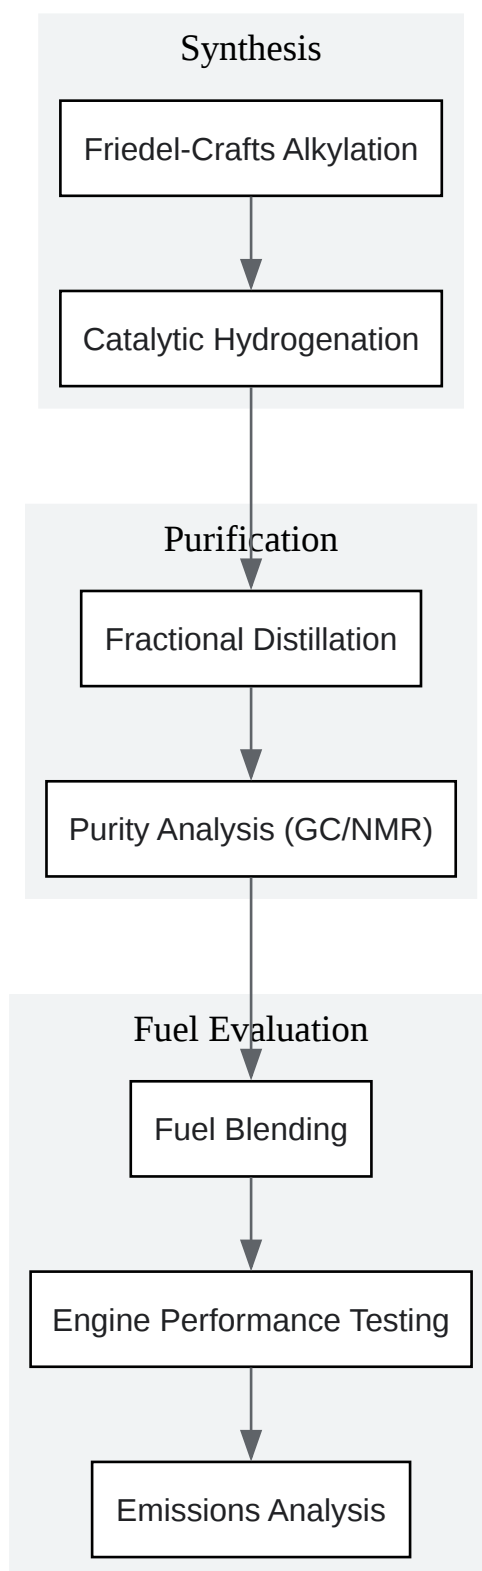 Synthesis
Friedel-Crafts Alkylation
Catalytic Hydrogenation
Purification
Fractional Distillation
Purity Analysis (GC/NMR)
Fuel Evaluation
Fuel Blending
Engine Performance Testing
Emissions Analysis